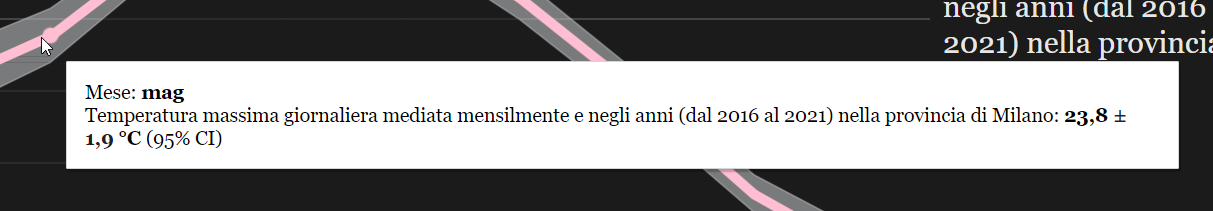 negli anni (dal 2016
2021) nella provincia
Mese: mag
Temperatura massima giornaliera mediata mensilmente e negli anni (dal 2016 al 2021) nella provincia di Milano: 23,8 ±
1,9 °C (95% CI)